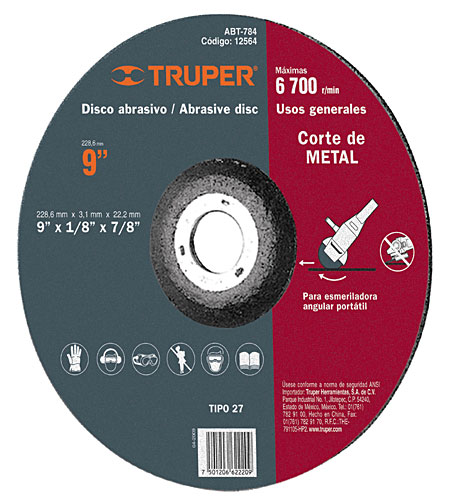 ABT-784
Código: 12564
TRUPER®
Disco abrasivo / Abrasive disc
228,6 mm
9”
228,6 mm x 3,1 mm x 22.2 mm
9” x 1/8” x 7/8”
Máximas
6 700 r/min
Usos generales
Corte de
METAL
Para esmeriladora
angular portátil
TIPO 27
04-2008
7 501206 622209
Úsese conforme a norma de seguridad ANSI
Importador: Truper Herramientas, S.A. de C.V.
Parque Industrial No. 1, Jilotepec, C.P. 54240,
Estado de México, México. Tel.: 01(761)
782 91 00, Hecho en China, Fax:
01(761) 782 91 70, R.F.C.:THE-
791105-HP2, www.truper.com